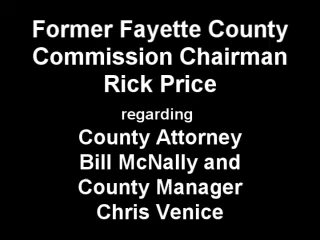 Former Fayette County
Commission Chairman
Rick Price
regarding
County Attorney
Bill McNally and
County Manager
Chris Venice